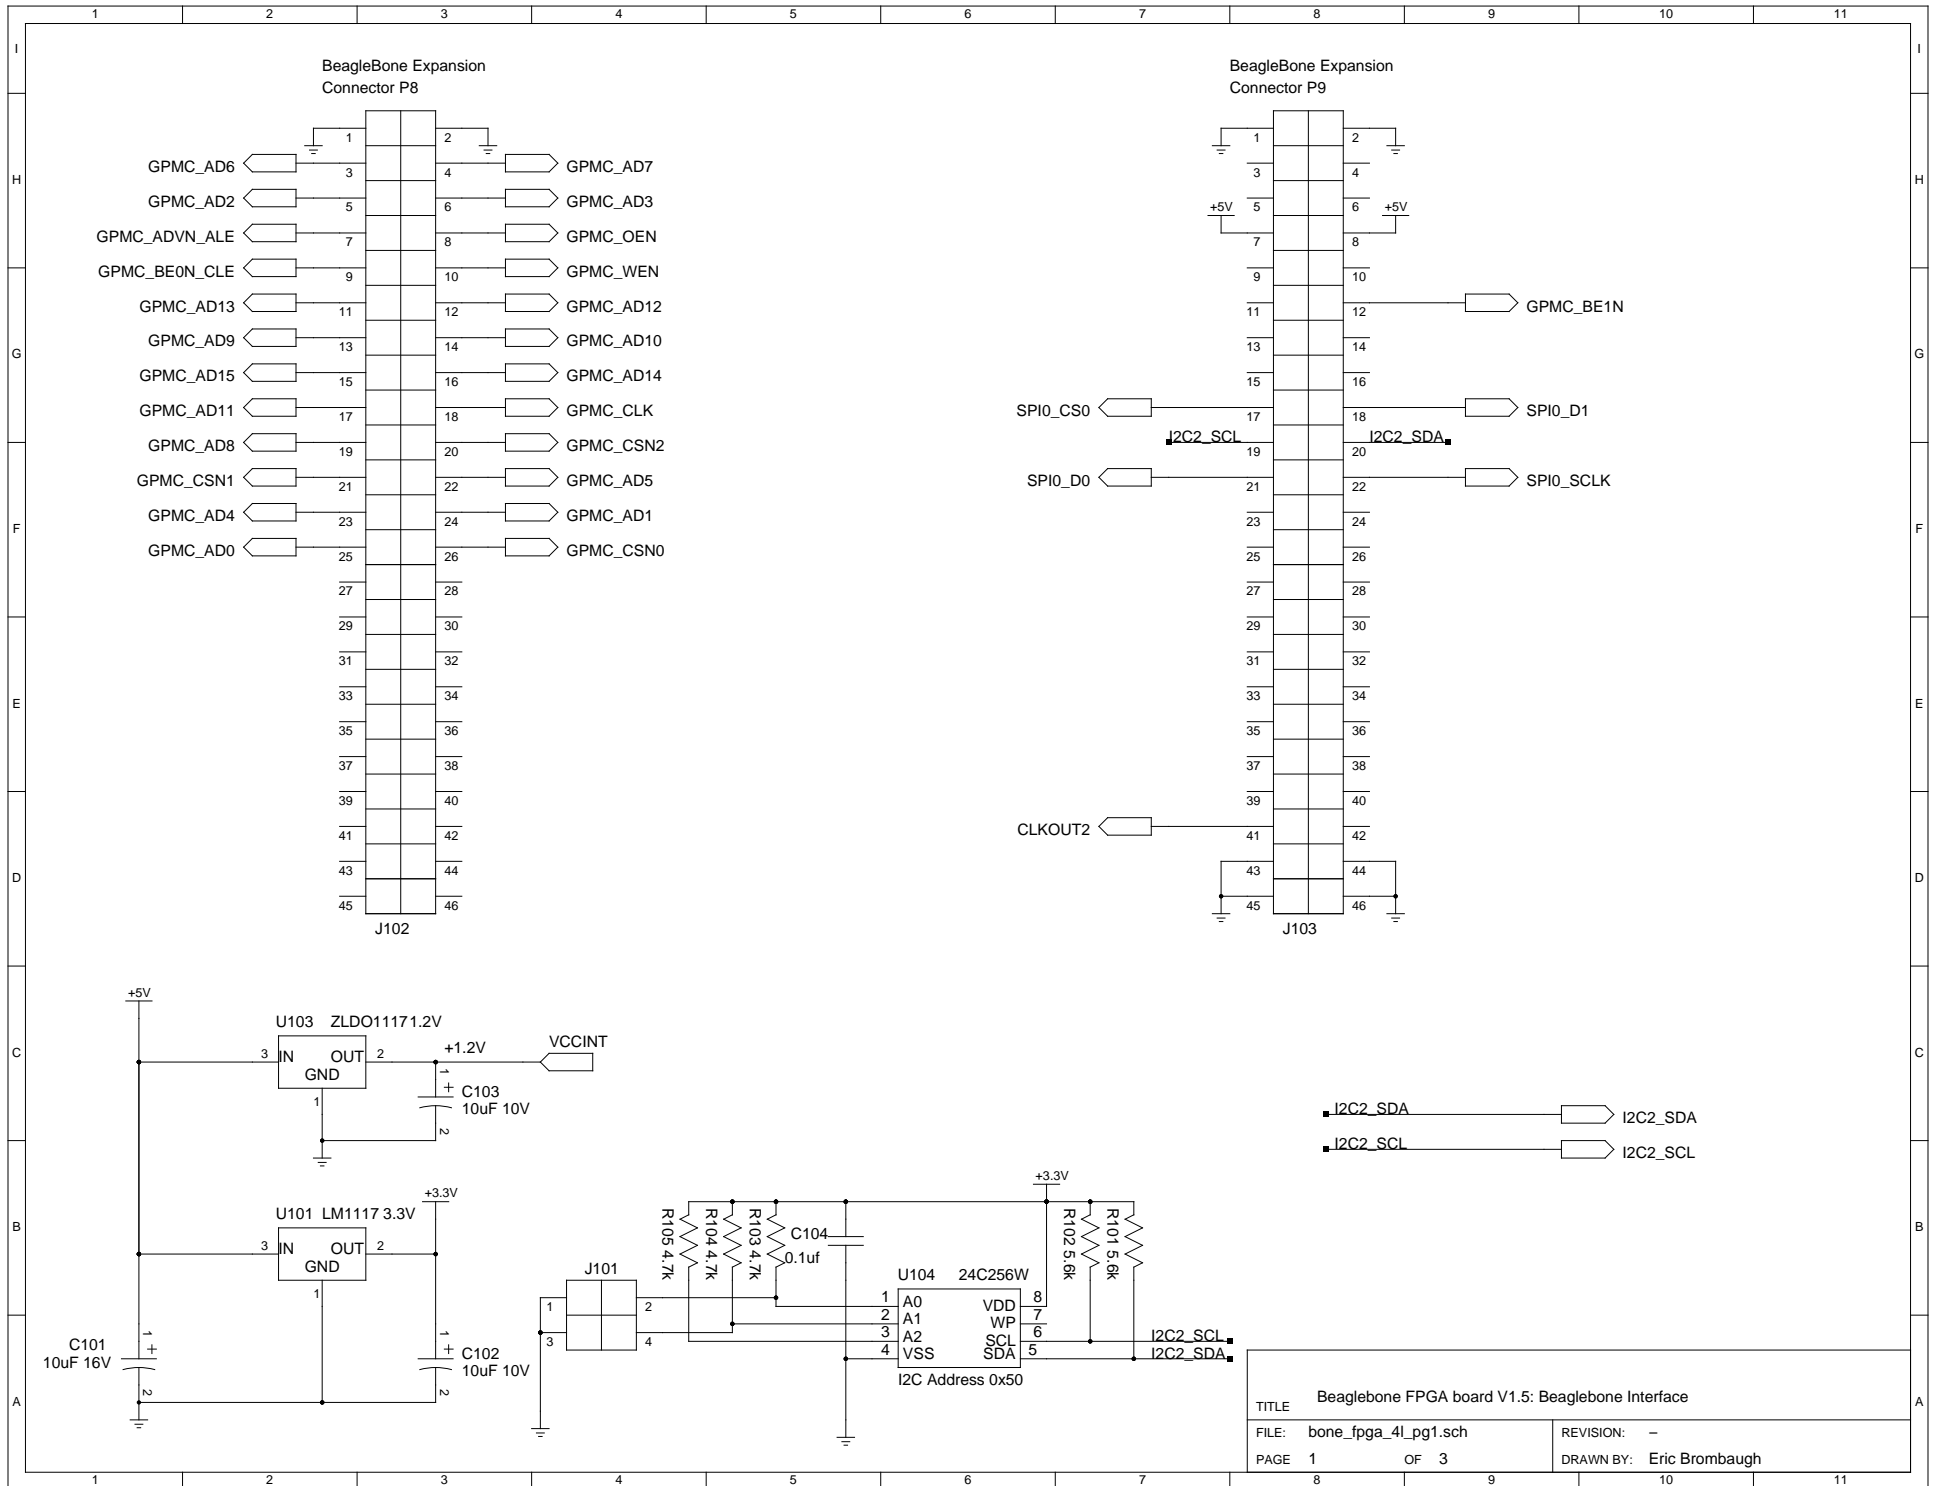 1 2 3 4 5 6 7 8 9 10 11
I I
BeagleBone Expansion
Connector P8
BeagleBone Expansion
Connector P9
1 2 1 2
H GPMC_AD6 3 4 GPMC_AD7 3 4 H
GPMC_AD2 5 6 GPMC_AD3 +5V 5 6 +5V
GPMC_ADVN_ALE 7 8 GPMC_OEN 7 8
GPMC_BE0N_CLE 9 10 GPMC_WEN 9 10
GPMC_AD13 11 12 GPMC_AD12 11 12 GPMC_BE1N
G GPMC_AD9 13 14 GPMC_AD10 13 14 G
GPMC_AD15 15 16 GPMC_AD14 15 16
GPMC_AD11 17 18 GPMC_CLK SPI0_CS0 17 18 SPI0_D1
GPMC_AD8 19 20 GPMC_CSN2 I2C2_SCL 19 20 I2C2_SDA
GPMC_CSN1 21 22 GPMC_AD5 SPI0_D0 21 22 SPI0_SCLK
F GPMC_AD4 23 24 GPMC_AD1 23 24 F
GPMC_AD0 25 26 GPMC_CSN0 25 26
27 28 27 28
29 30 29 30
31 32 31 32
E 33 34 33 34 E
35 36 35 36
37 38 37 38
39 40 39 40
41 42 CLKOUT2 41 42
D 43 44 43 44 D
45 46 45 46
J102 J103
+5V
U103 ZLDO1117 1.2V
C 3 IN OUT 2 +1.2V VCCINT C
GND
1
1 + C103
10uF 10V
2
I2C2_SDA I2C2_SDA
I2C2_SCL I2C2_SCL
+3.3V
B U101 LM1117 3.3V B
3 IN OUT 2
GND
1
C101
10uF 16V
1 +
2
1 +
C102
10uF 10V
2
J101
1 2
3 4
R105 4.7k
R104 4.7k
R103 4.7k
C104
0.1uf
+3.3V
R102 5.6k
R101 5.6k
U104 24C256W
1 A0 VDD 8
2 A1 WP 7
3 A2 SCL 6 I2C2_SCL
4 VSS SDA 5 I2C2_SDA
I2C Address 0x50
A A
TITLE Beaglebone FPGA board V1.5: Beaglebone Interface
FILE: bone_fpga_4l_pg1.sch REVISION: –
PAGE 1 OF 3 DRAWN BY: Eric Brombaugh
1 2 3 4 5 6 7 8 9 10 11